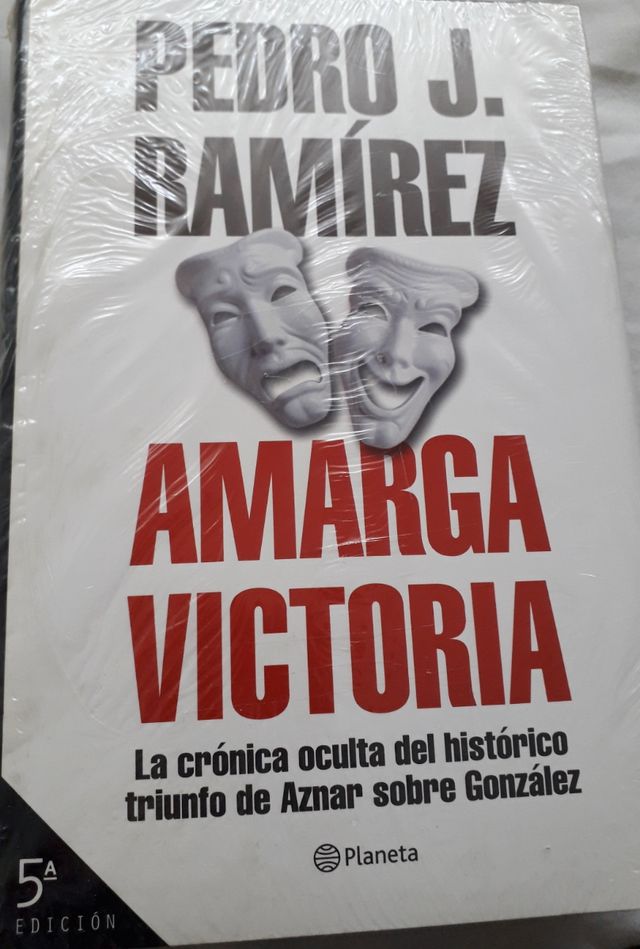 PEDRO J.
RAMÍREZ
AMARGA
VICTORIA
La crónica oculta del histórico
triunfo de Aznar sobre González
Planeta
5ª
EDICIÓN